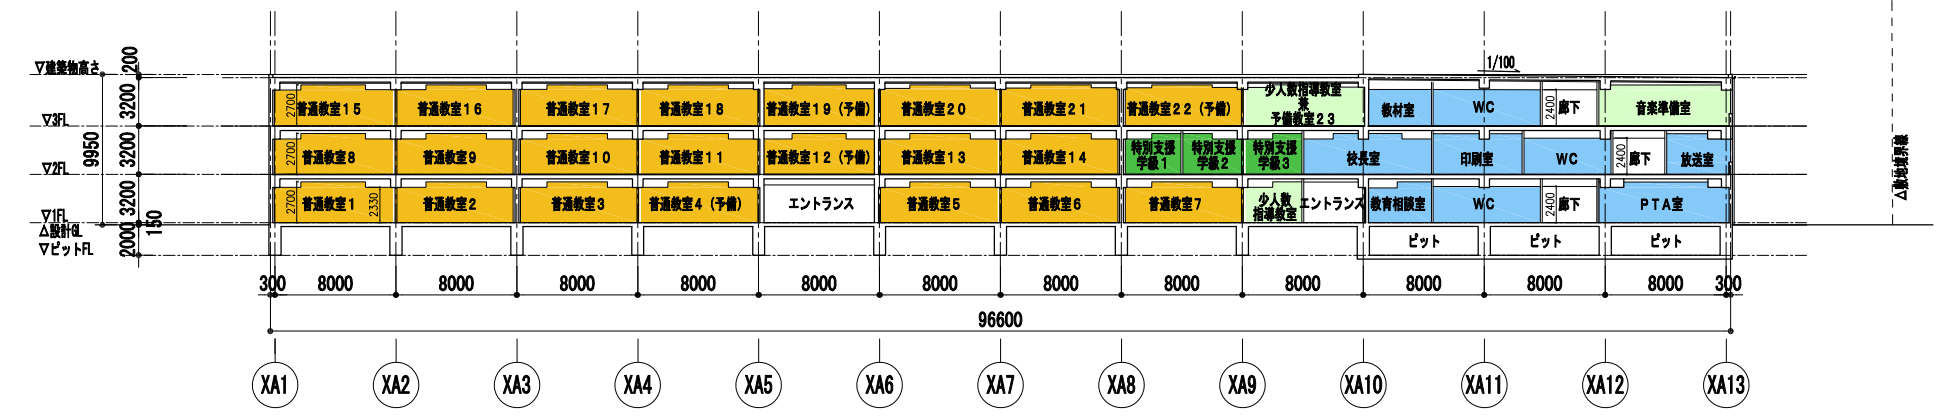 1/100
▽建築物高さ
200
3200
2700
普通教室15
普通教室16
普通教室17
普通教室18
普通教室19(予備)
普通教室20
普通教室21
普通教室22(予備)
少人数指導教室
兼
予備教室23
教材室
WC
2400
廊下
音楽準備室
▽3FL
9950
3200
2700
普通教室8
普通教室9
普通教室10
普通教室11
普通教室12(予備)
普通教室13
普通教室14
特別支援
学級1
特別支援
学級2
特別支援
学級3
校長室
印刷室
WC
2400
廊下
放送室
△敷地境界線
▽2FL
3200
2700
普通教室1
2330
普通教室2
普通教室3
普通教室4(予備)
エントランス
普通教室5
普通教室6
普通教室7
少人数
指導教室
エントランス
教育相談室
WC
2400
廊下
PTA室
▽1FL
△設計GL
150
▽ピットFL
2000
ピット
ピット
ピット
300
8000
8000
8000
8000
8000
8000
8000
8000
8000
8000
8000
8000
300
96600
XA1
XA2
XA3
XA4
XA5
XA6
XA7
XA8
XA9
XA10
XA11
XA12
XA13